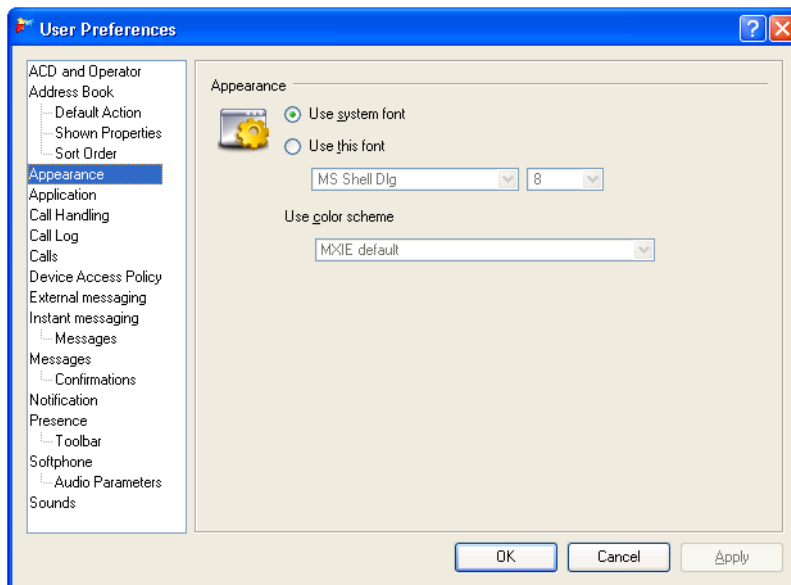 User Preferences
ACD and Operator
Address Book
Default Action
Shown Properties
Sort Order
Appearance
Application
Call Handling
Call Log
Calls
Device Access Policy
External messaging
Instant messaging
Messages
Messages
Confirmations
Notification
Presence
Toolbar
Softphone
Audio Parameters
Sounds
Appearance
Use system font
Use this font
MS Shell Dlg 8
Use color scheme
MXIE default
OK Cancel Apply